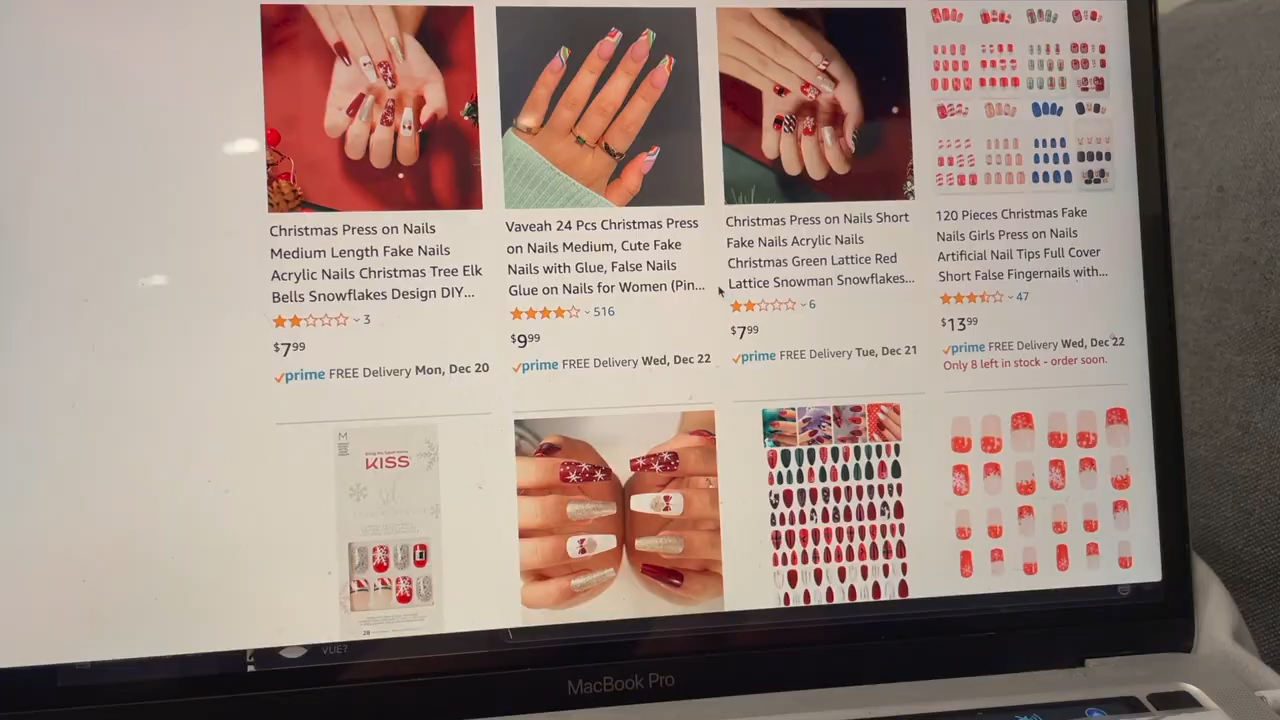 Christmas Press on Nails
Medium Length Fake Nails
Acrylic Nails Christmas Tree Elk
Bells Snowflakes Design DIY...
3
$7.99
prime FREE Delivery Mon, Dec 20
Vaveah 24 Pcs Christmas Press
on Nails Medium, Cute Fake
Nails with Glue, False Nails
Glue on Nails for Women (Pin...
516
$9.99
prime FREE Delivery Wed, Dec 22
Christmas Press on Nails Short
Fake Nails Acrylic Nails
Christmas Green Lattice Red
Lattice Snowman Snowflakes...
6
$7.99
prime FREE Delivery Tue, Dec 21
120 Pieces Christmas Fake
Nails Girls Press on Nails
Artificial Nail Tips Full Cover
Short False Fingernails with...
47
$13.99
prime FREE Delivery Wed, Dec 22
Only 8 left in stock - order soon.
M
KISS
28
VUE?
MacBook Pro